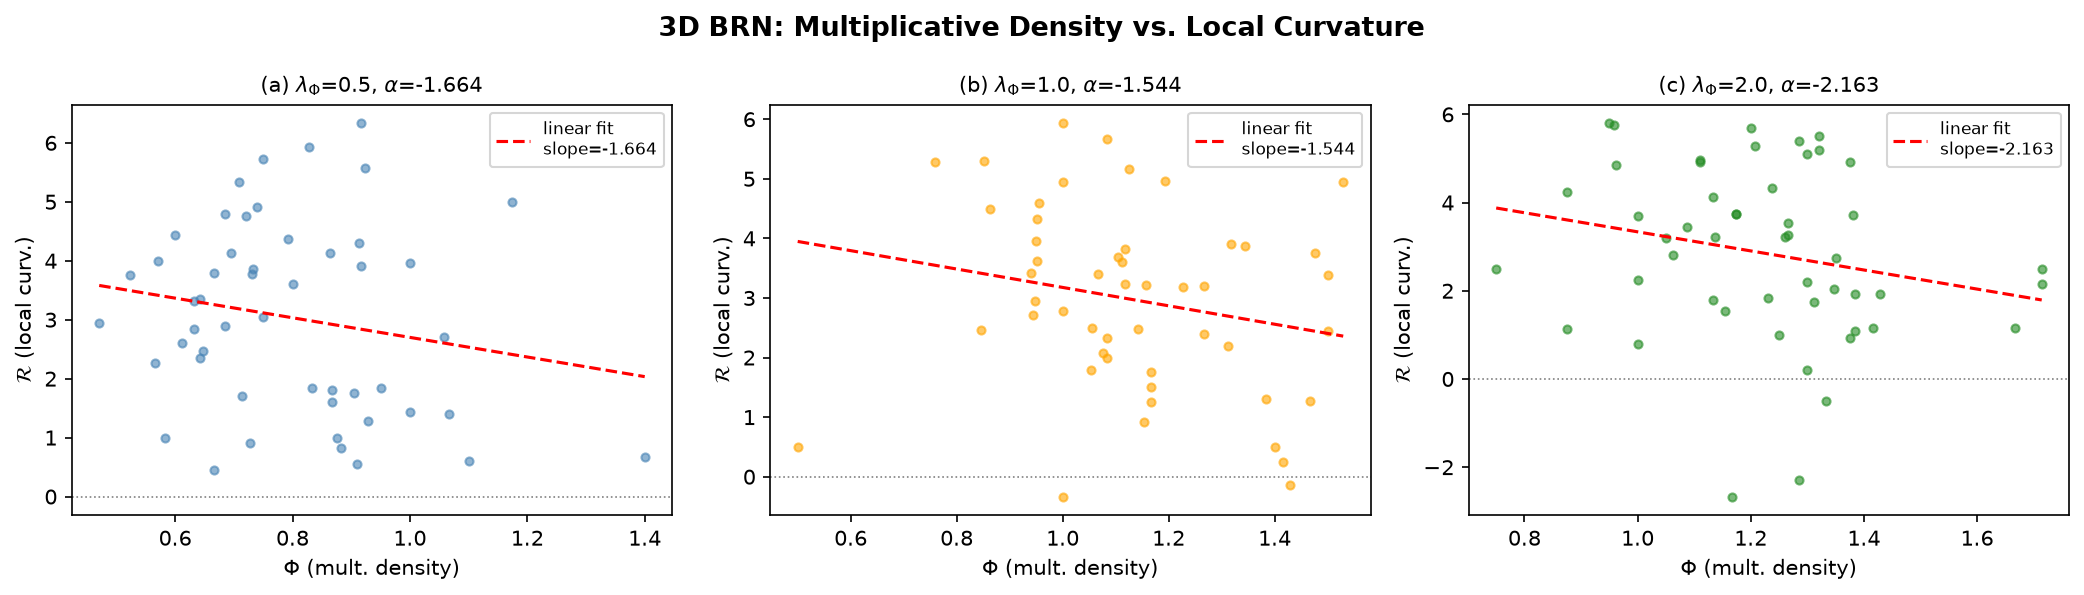 3D BRN: Multiplicative Density vs. Local Curvature
(a) λ_Φ=0.5, α=-1.664
linear fit
slope=-1.664
6
5
4
3
2
1
0
ℛ (local curv.)
0.6 0.8 1.0 1.2 1.4
Φ (mult. density)
(b) λ_Φ=1.0, α=-1.544
linear fit
slope=-1.544
6
5
4
3
2
1
0
ℛ (local curv.)
0.6 0.8 1.0 1.2 1.4
Φ (mult. density)
(c) λ_Φ=2.0, α=-2.163
linear fit
slope=-2.163
6
4
2
0
−2
ℛ (local curv.)
0.8 1.0 1.2 1.4 1.6
Φ (mult. density)